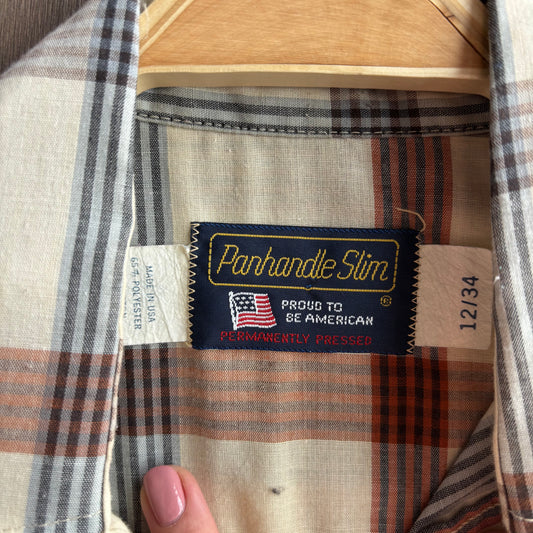 Panhandle Slim
®
PROUD TO
BE AMERICAN
PERMANENTLY PRESSED
MADE IN USA
65% POLYESTER
12/34